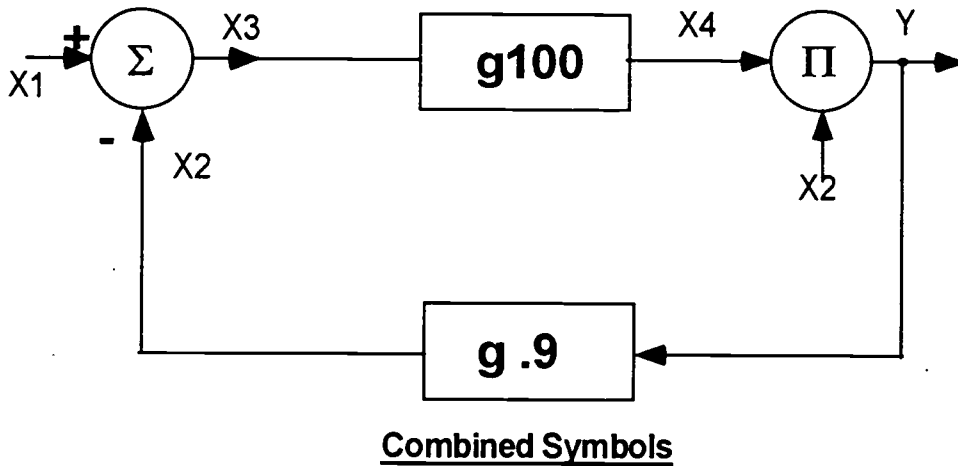 +
X1
Σ
X3
g100
X4
Π
Y
-
X2
X2
g .9
Combined Symbols